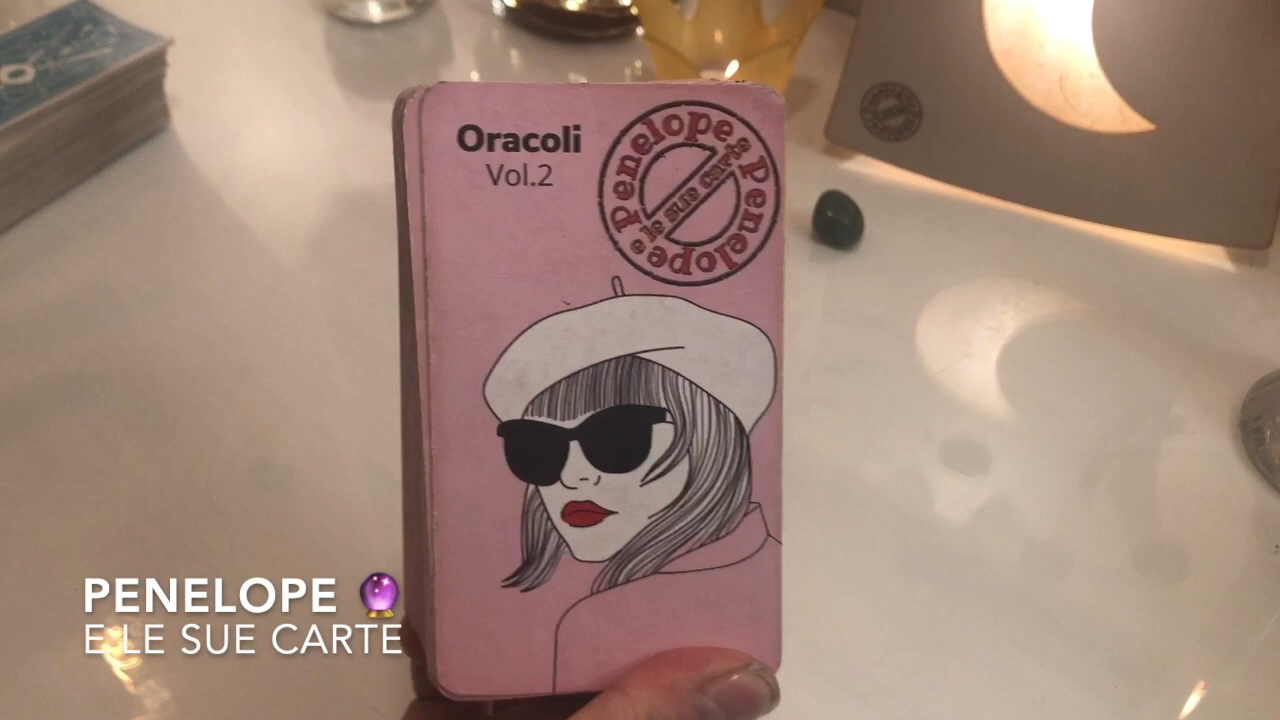 Oracoli
Vol.2
Penelope e Penelope e
le sue carte
PENELOPE 🔮
E LE SUE CARTE